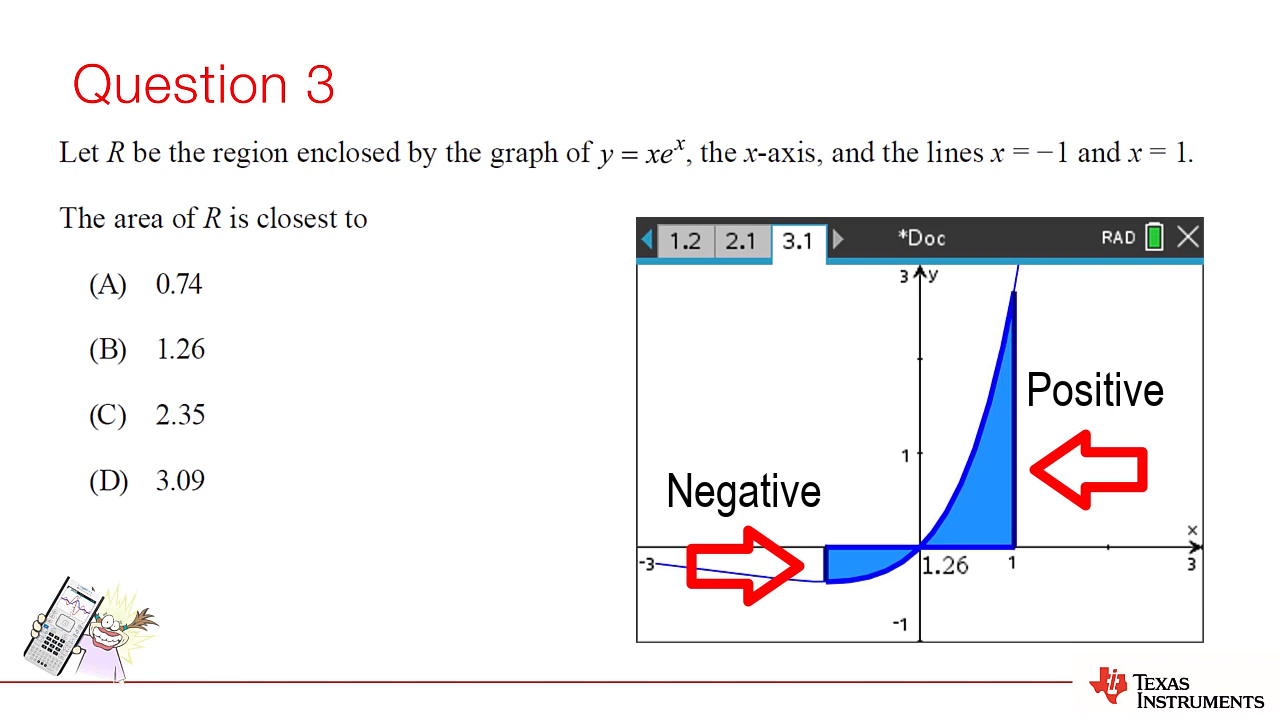 Question 3
Let R be the region enclosed by the graph of y = xeˣ, the x-axis, and the lines x = −1 and x = 1.
The area of R is closest to
(A) 0.74
(B) 1.26
(C) 2.35
(D) 3.09
1.2 2.1 3.1 *Doc RAD
3 y
Positive
1
Negative
x
-3 1.26 1 3
-1
TEXAS
INSTRUMENTS